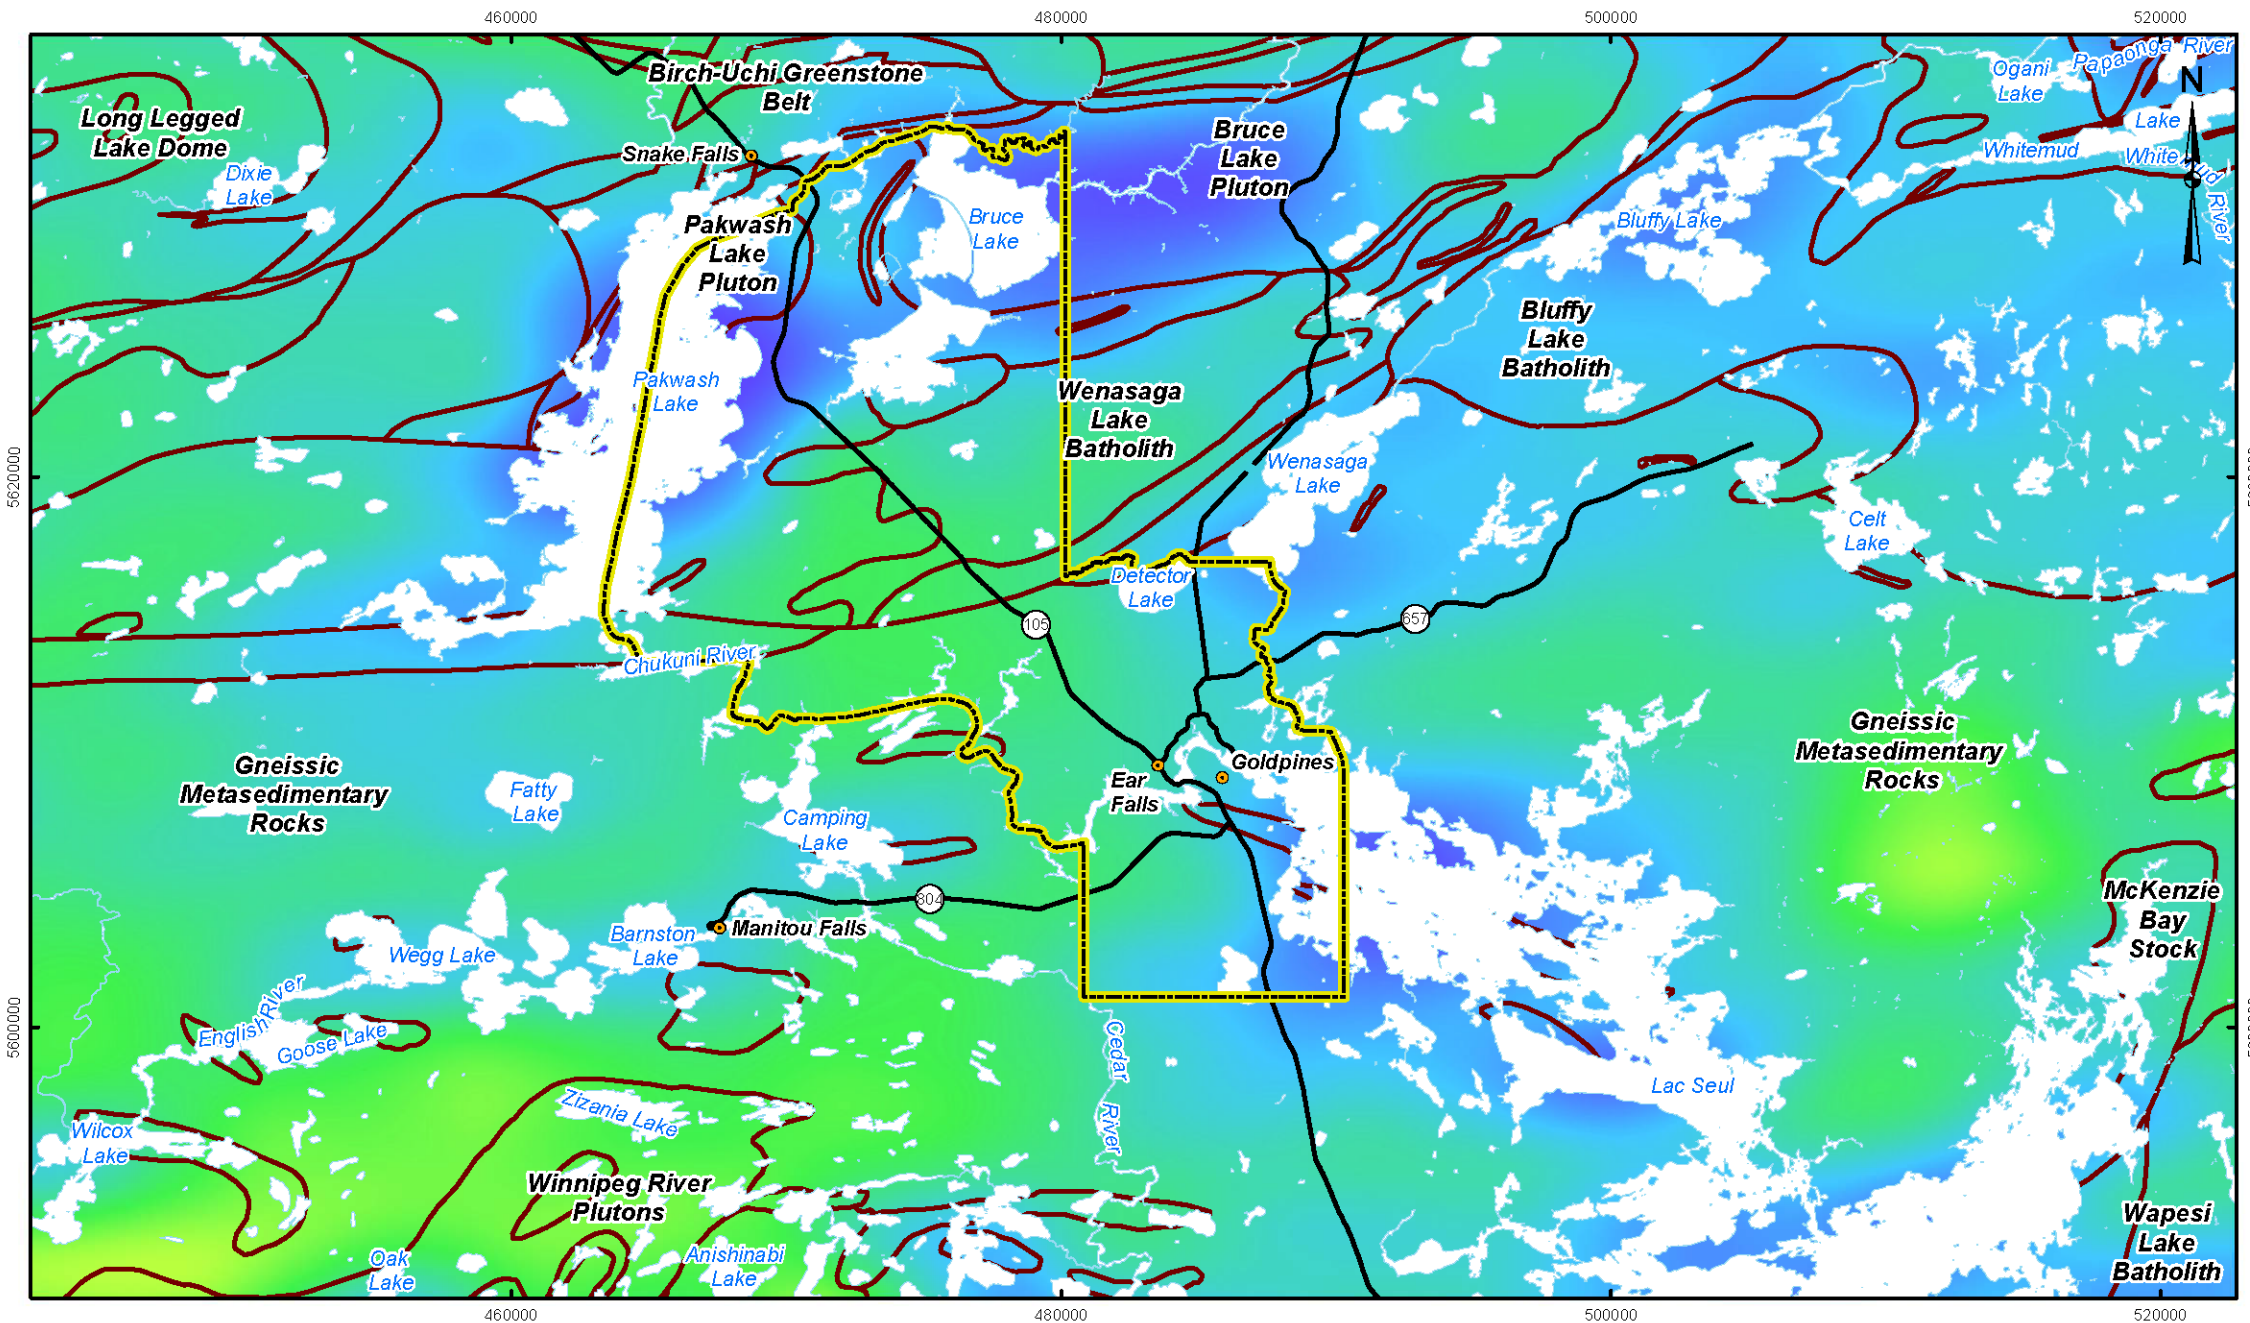 460000
480000
500000
520000
Birch-Uchi Greenstone
Belt
Ogani
Lake
Papaonga River
N
Long Legged
Lake Dome
Dixie
Lake
Snake Falls
Bruce
Lake
Pluton
Lake
Whitemud
Whitemud
River
Pakwash
Lake
Pluton
Bruce
Lake
Bluffy Lake
Bluffy
Lake
Batholith
Pakwash
Lake
Wenasaga
Lake
Batholith
Wenasaga
Lake
5620000
Celt
Lake
Detector
Lake
105
657
Chukuni River
Gneissic
Metasedimentary
Rocks
Gneissic
Metasedimentary
Rocks
Goldpines
Ear
Falls
Fatty
Lake
Camping
Lake
McKenzie
Bay
Stock
804
Manitou Falls
Barnston
Lake
Wegg Lake
5600000
English River
Goose Lake
Cedar
River
Lac Seul
Zizania Lake
Wilcox
Lake
Winnipeg River
Plutons
Wapesi
Lake
Batholith
Oak
Lake
Anishinabi
Lake
460000
480000
500000
520000